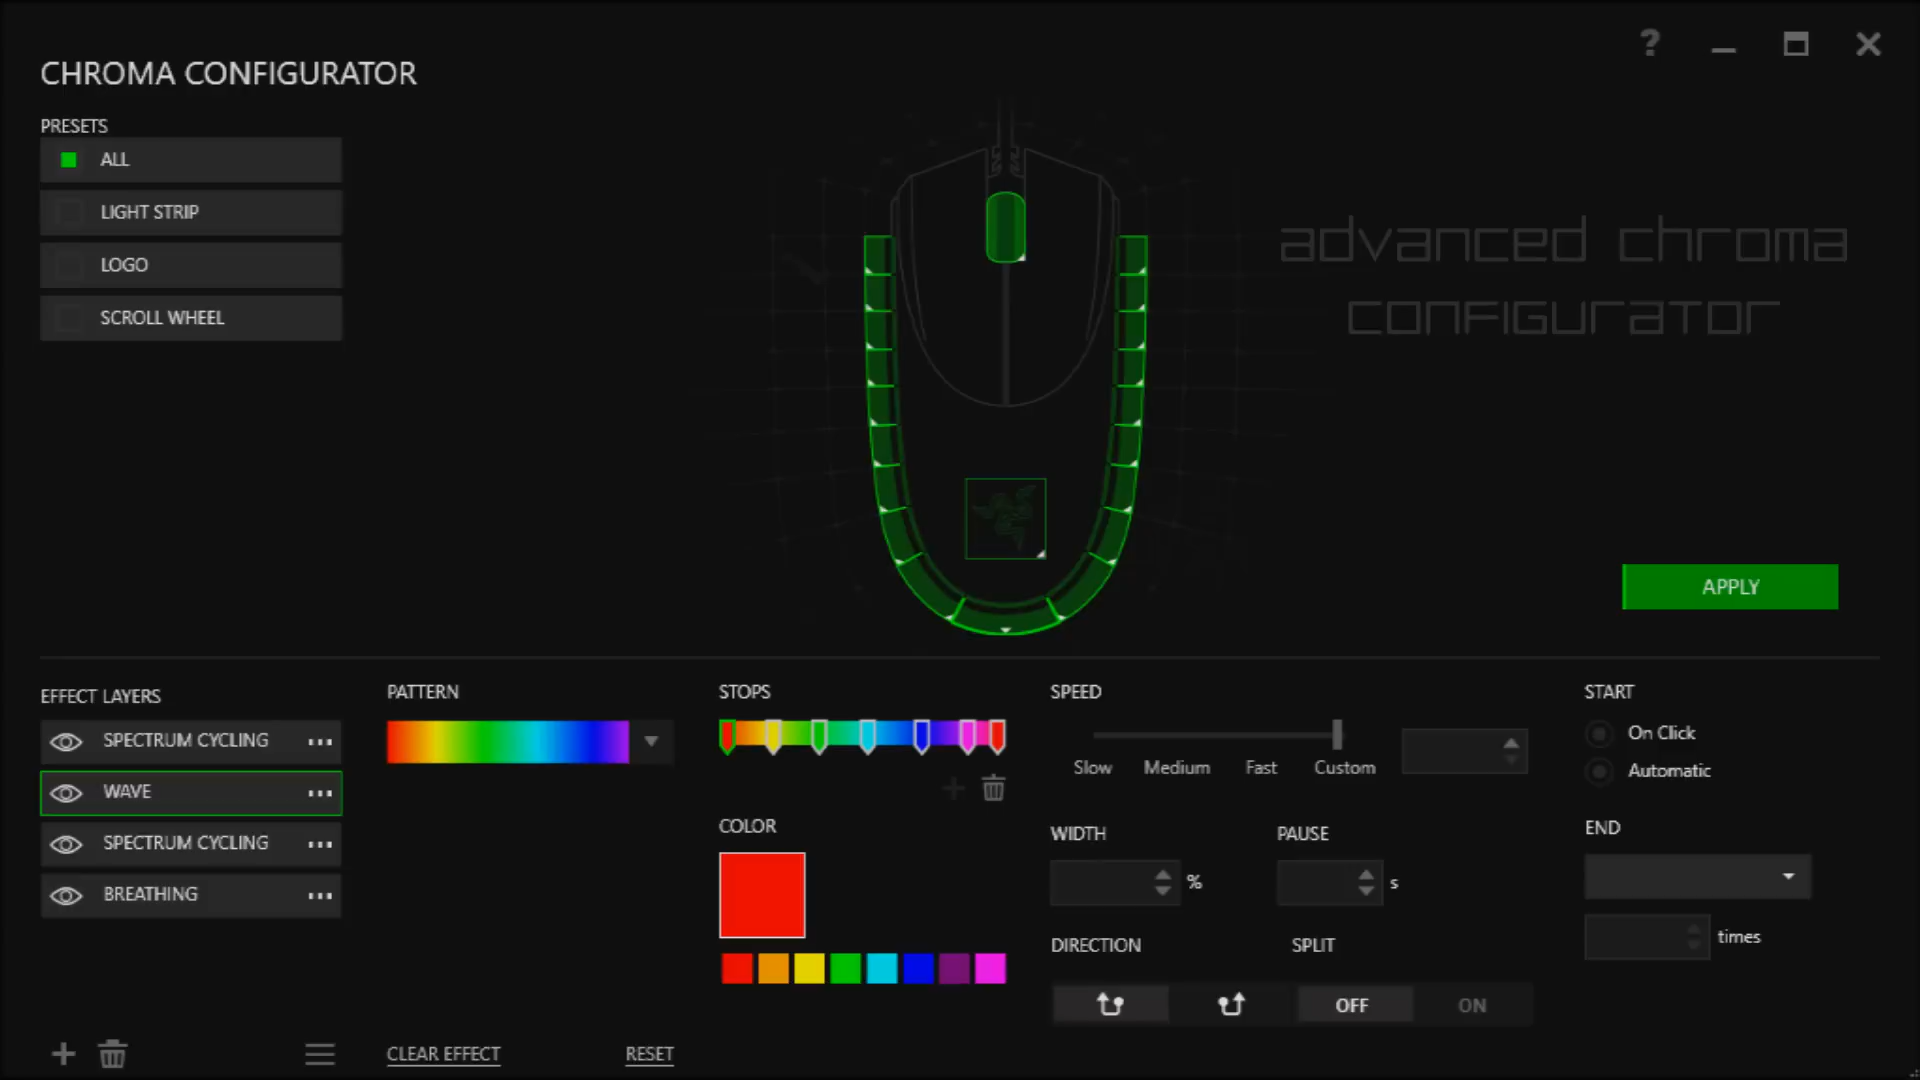 CHROMA CONFIGURATOR
?
PRESETS
ALL
LIGHT STRIP
LOGO
SCROLL WHEEL
advanced chroma
configurator
APPLY
EFFECT LAYERS
SPECTRUM CYCLING
WAVE
SPECTRUM CYCLING
BREATHING
PATTERN
CLEAR EFFECT
RESET
STOPS
COLOR
SPEED
Slow Medium Fast Custom
WIDTH
%
PAUSE
s
DIRECTION
SPLIT
OFF ON
START
On Click
Automatic
END
times